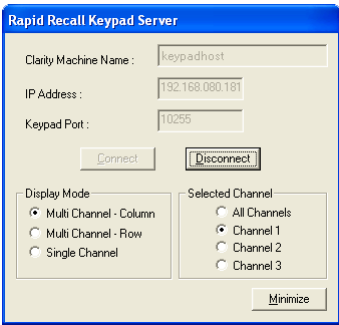 Rapid Recall Keypad Server
Clarity Machine Name : keypadhost
IP Address : 192.168.080.181
Keypad Port : 10255
Connect Disconnect
Display Mode Selected Channel
Multi Channel - Column All Channels
Multi Channel - Row Channel 1
Single Channel Channel 2
Channel 3
Minimize